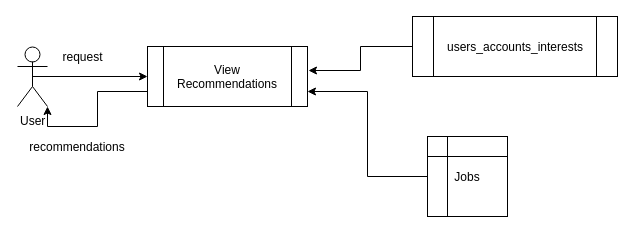 users_accounts_interests
request
View
Recommendations
User
recommendations
Jobs